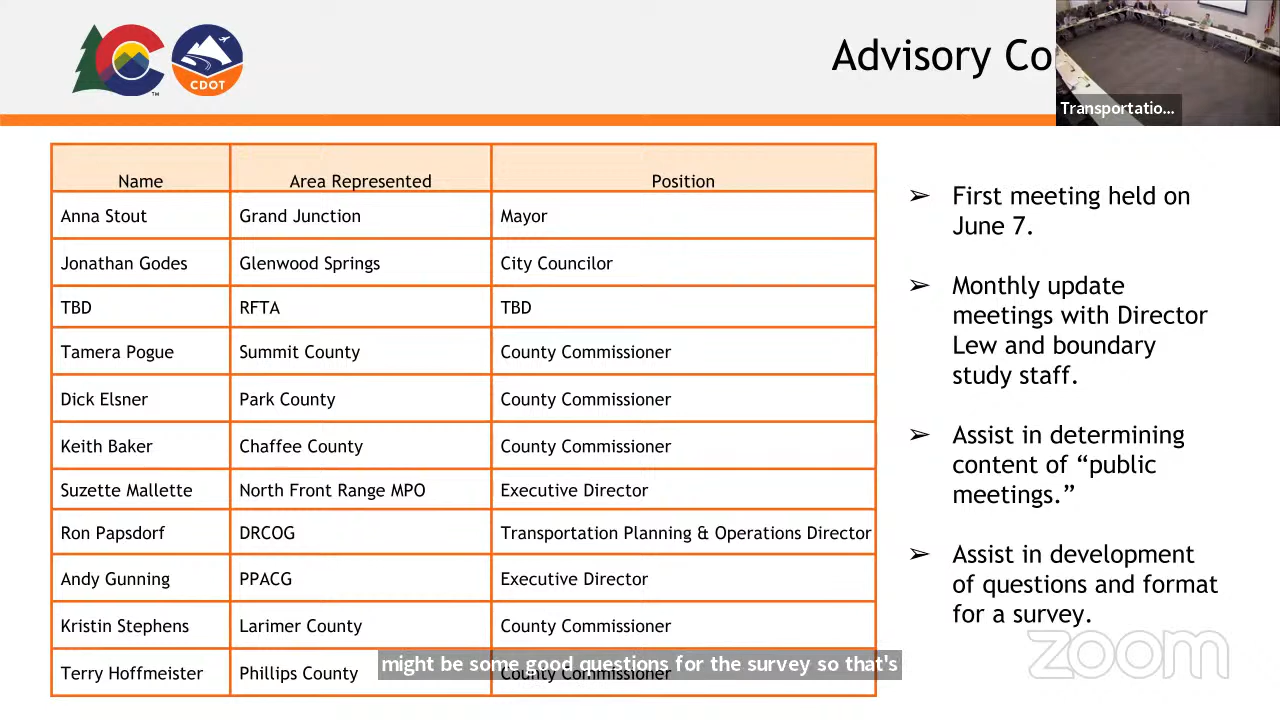 CDOT
TM
Advisory Co
Transportatio...
Name Area Represented Position
Anna Stout Grand Junction Mayor
Jonathan Godes Glenwood Springs City Councilor
TBD RFTA TBD
Tamera Pogue Summit County County Commissioner
Dick Elsner Park County County Commissioner
Keith Baker Chaffee County County Commissioner
Suzette Mallette North Front Range MPO Executive Director
Ron Papsdorf DRCOG Transportation Planning & Operations Director
Andy Gunning PPACG Executive Director
Kristin Stephens Larimer County County Commissioner
Terry Hoffmeister Phillips County County Commissioner
➢ First meeting held on
June 7.
➢ Monthly update
meetings with Director
Lew and boundary
study staff.
➢ Assist in determining
content of “public
meetings.”
➢ Assist in development
of questions and format
for a survey.
might be some good questions for the survey so that's
zoom